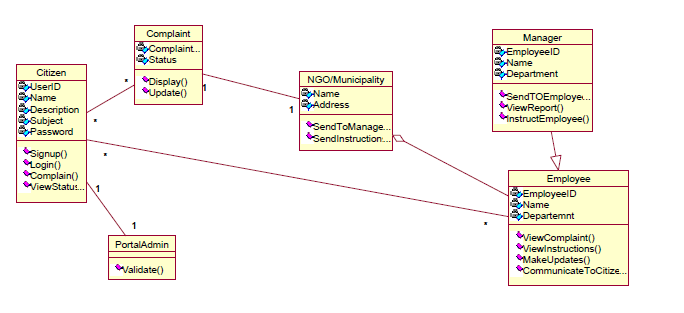 Complaint
Complaint...
Status
Display()
Update()
Manager
EmployeeID
Name
Department
SendTOEmploye...
ViewReport()
InstructEmployee()
Citizen
UserID
Name
Description
Subject
Password
Signup()
Login()
Complain()
ViewStatus...
NGO/Municipality
Name
Address
SendToManage...
SendInstruction...
*
*
1
1
*
*
1
1
PortalAdmin
Validate()
Employee
EmployeeID
Name
Departemnt
ViewComplaint()
ViewInstructions()
MakeUpdates()
CommunicateToCitize...